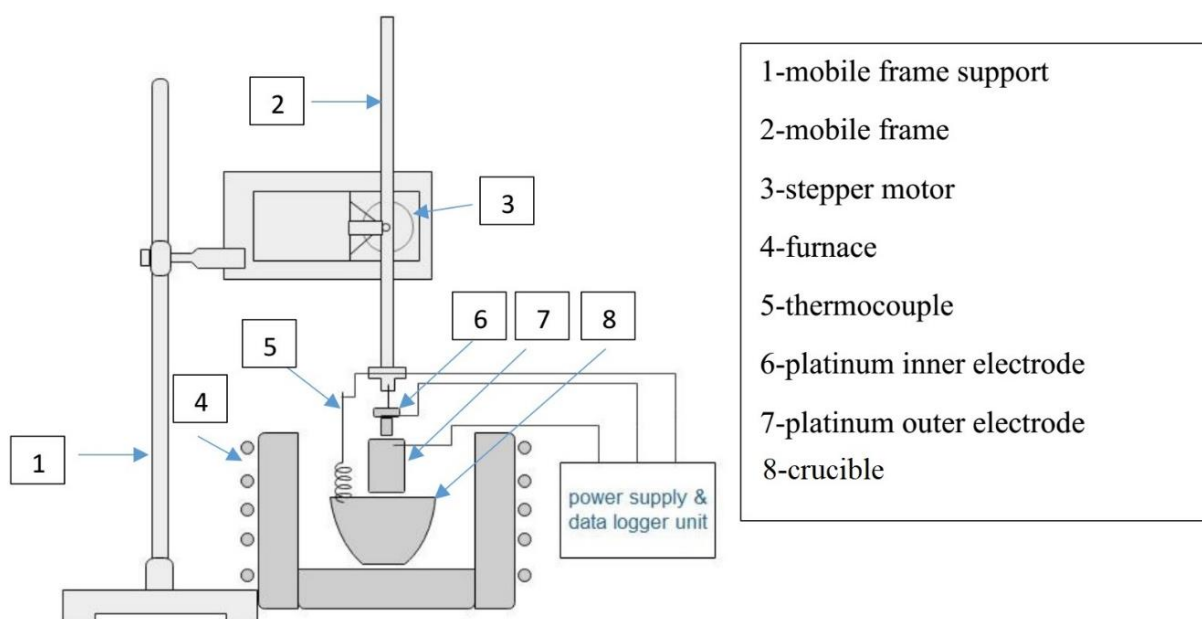 2
3
6
7
8
5
4
1
power supply &
data logger unit
1-mobile frame support
2-mobile frame
3-stepper motor
4-furnace
5-thermocouple
6-platinum inner electrode
7-platinum outer electrode
8-crucible